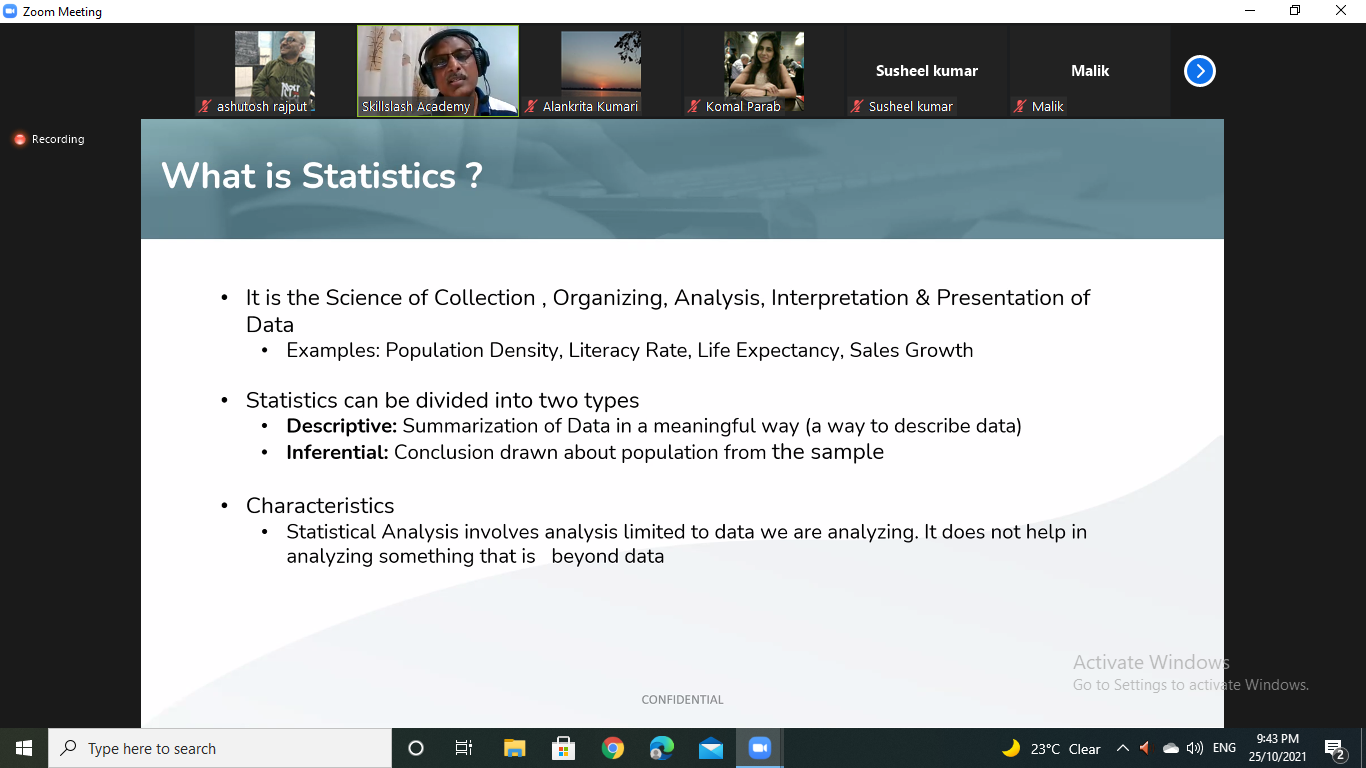 Zoom Meeting
Susheel kumar
Malik
ashutosh rajput
Skillslash Academy
Alankrita Kumari
Komal Parab
Susheel kumar
Malik
Recording
What is Statistics ?
• It is the Science of Collection , Organizing, Analysis, Interpretation & Presentation of
Data
• Examples: Population Density, Literacy Rate, Life Expectancy, Sales Growth
• Statistics can be divided into two types
• Descriptive: Summarization of Data in a meaningful way (a way to describe data)
• Inferential: Conclusion drawn about population from the sample
• Characteristics
• Statistical Analysis involves analysis limited to data we are analyzing. It does not help in
analyzing something that is beyond data
Activate Windows
Go to Settings to activate Windows.
CONFIDENTIAL
Type here to search
23°C Clear
ENG
9:43 PM
25/10/2021
2